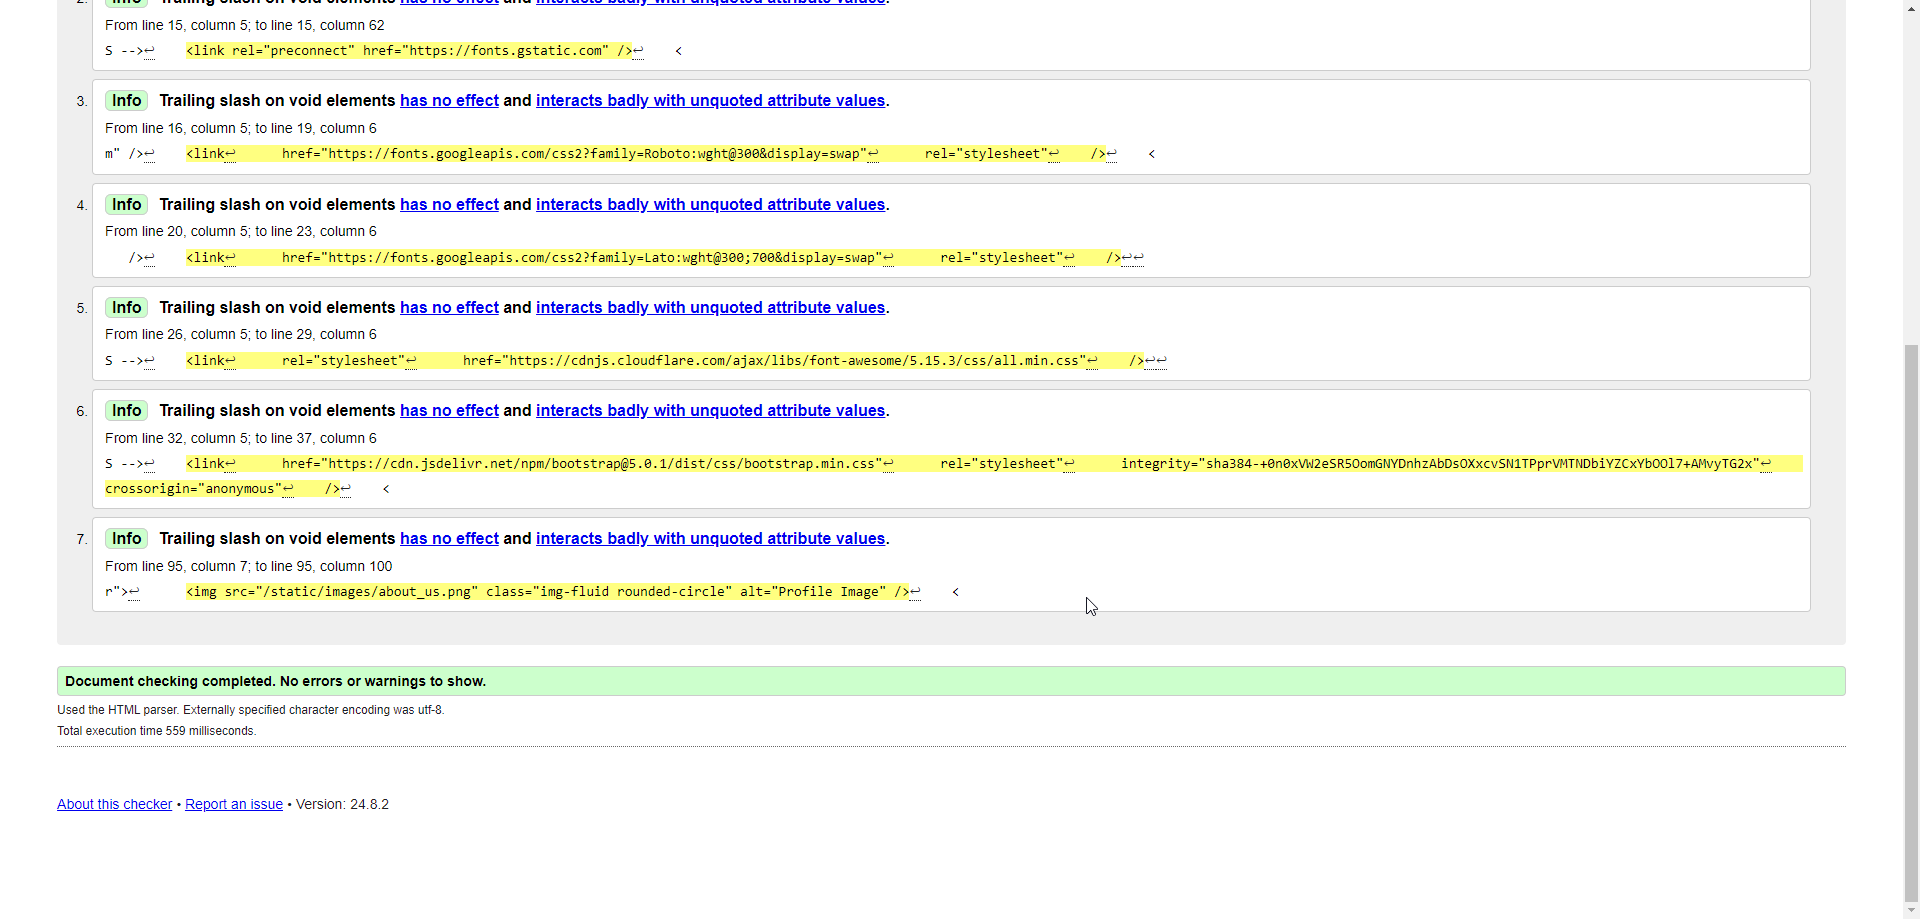 2. Info Trailing slash on void elements has no effect and interacts badly with unquoted attribute values.
From line 15, column 5; to line 15, column 62
S -->↩ <link rel="preconnect" href="https://fonts.gstatic.com" />↩ <
3. Info Trailing slash on void elements has no effect and interacts badly with unquoted attribute values.
From line 16, column 5; to line 19, column 6
m" />↩ <link↩ href="https://fonts.googleapis.com/css2?family=Roboto:wght@300&display=swap"↩ rel="stylesheet"↩ />↩ <
4. Info Trailing slash on void elements has no effect and interacts badly with unquoted attribute values.
From line 20, column 5; to line 23, column 6
/>↩ <link↩ href="https://fonts.googleapis.com/css2?family=Lato:wght@300;700&display=swap"↩ rel="stylesheet"↩ />↩↩
5. Info Trailing slash on void elements has no effect and interacts badly with unquoted attribute values.
From line 26, column 5; to line 29, column 6
S -->↩ <link↩ rel="stylesheet"↩ href="https://cdnjs.cloudflare.com/ajax/libs/font-awesome/5.15.3/css/all.min.css"↩ />↩↩
6. Info Trailing slash on void elements has no effect and interacts badly with unquoted attribute values.
From line 32, column 5; to line 37, column 6
S -->↩ <link↩ href="https://cdn.jsdelivr.net/npm/bootstrap@5.0.1/dist/css/bootstrap.min.css"↩ rel="stylesheet"↩ integrity="sha384-+0n0xVW2eSR5OomGNYDnhzAbDsOXxcvSN1TPprVMTNDbiYZCxYbOOl7+AMvyTG2x"↩
crossorigin="anonymous"↩ />↩ <
7. Info Trailing slash on void elements has no effect and interacts badly with unquoted attribute values.
From line 95, column 7; to line 95, column 100
r">↩ <img src="/static/images/about_us.png" class="img-fluid rounded-circle" alt="Profile Image" />↩ <
Document checking completed. No errors or warnings to show.
Used the HTML parser. Externally specified character encoding was utf-8.
Total execution time 559 milliseconds.
About this checker • Report an issue • Version: 24.8.2